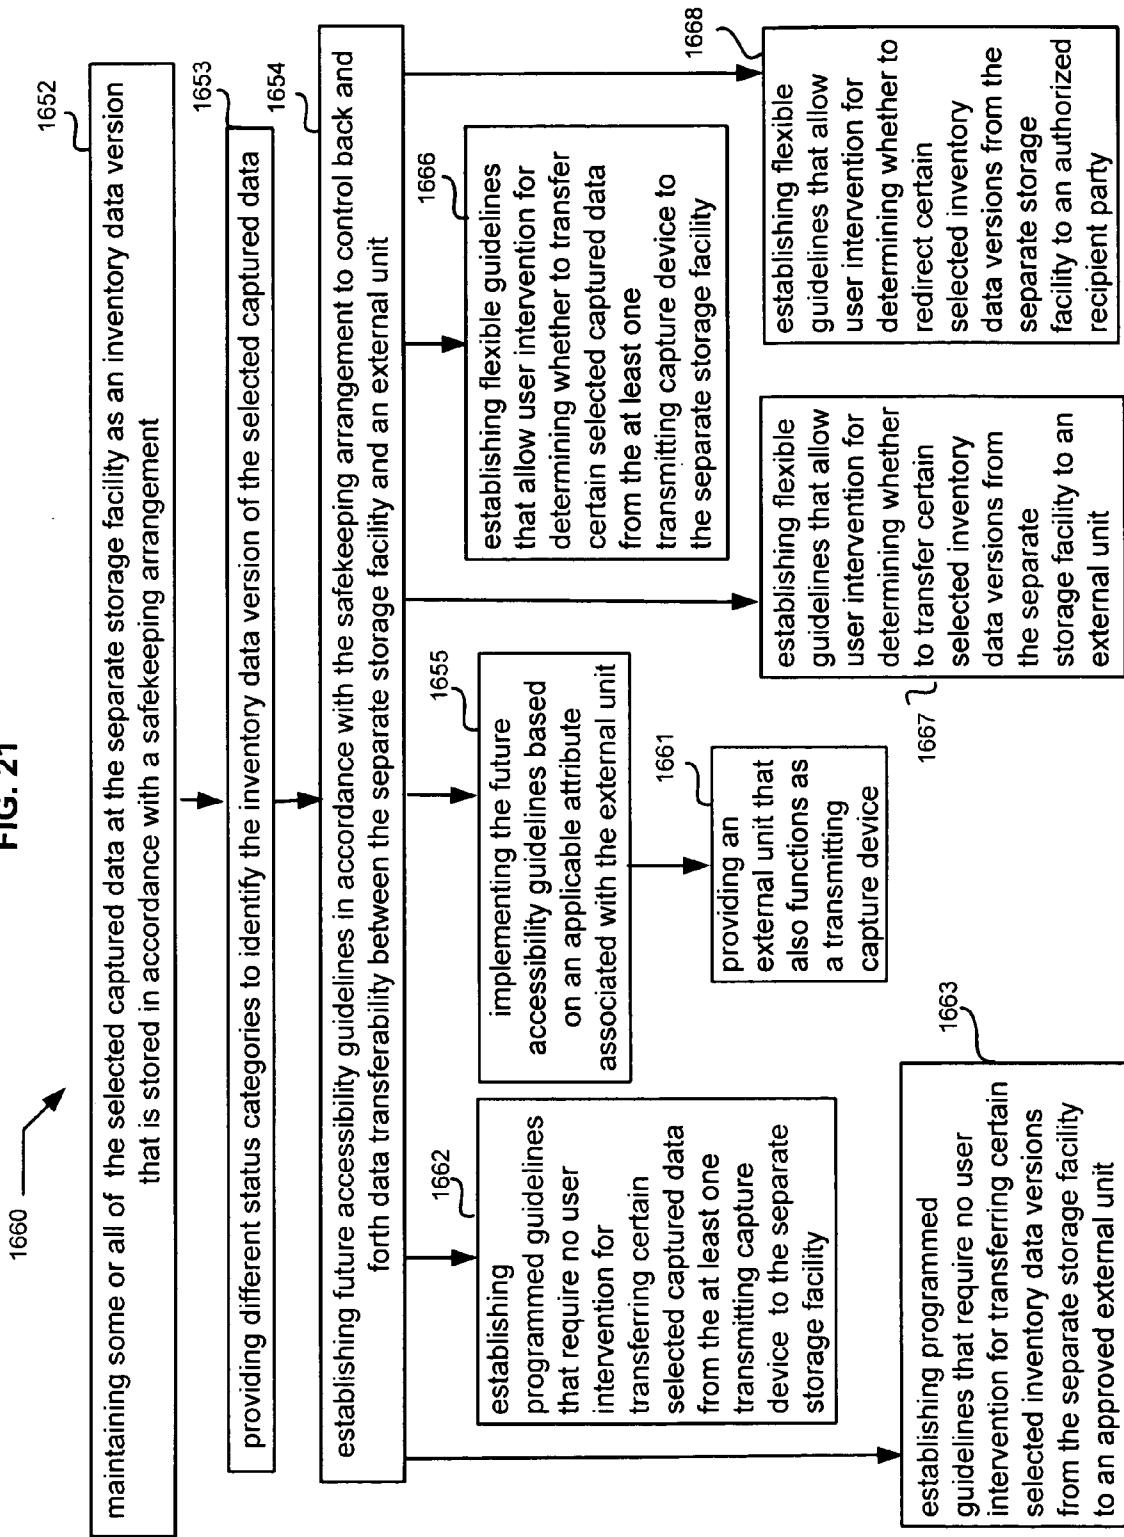 FIG. 21
1660
1652
maintaining some or all of the selected captured data at the separate storage facility as an inventory data version
that is stored in accordance with a safekeeping arrangement
1653
providing different status categories to identify the inventory data version of the selected captured data
1654
establishing future accessibility guidelines in accordance with the safekeeping arrangement to control back and
forth data transferability between the separate storage facility and an external unit
1662
establishing
programmed guidelines
that require no user
intervention for
transferring certain
selected captured data
from the at least one
transmitting capture
device to the separate
storage facility
1655
implementing the future
accessibility guidelines based
on an applicable attribute
associated with the external unit
1661
providing an
external unit that
also functions as
a transmitting
capture device
1666
establishing flexible guidelines
that allow user intervention for
determining whether to transfer
certain selected captured data
from the at least one
transmitting capture device to
the separate storage facility
1663
establishing programmed
guidelines that require no user
intervention for transferring certain
selected inventory data versions
from the separate storage facility
to an approved external unit
1667
establishing flexible
guidelines that allow
user intervention for
determining whether
to transfer certain
selected inventory
data versions from
the separate
storage facility to an
external unit
1668
establishing flexible
guidelines that allow
user intervention for
determining whether to
redirect certain
selected inventory
data versions from the
separate storage
facility to an authorized
recipient party